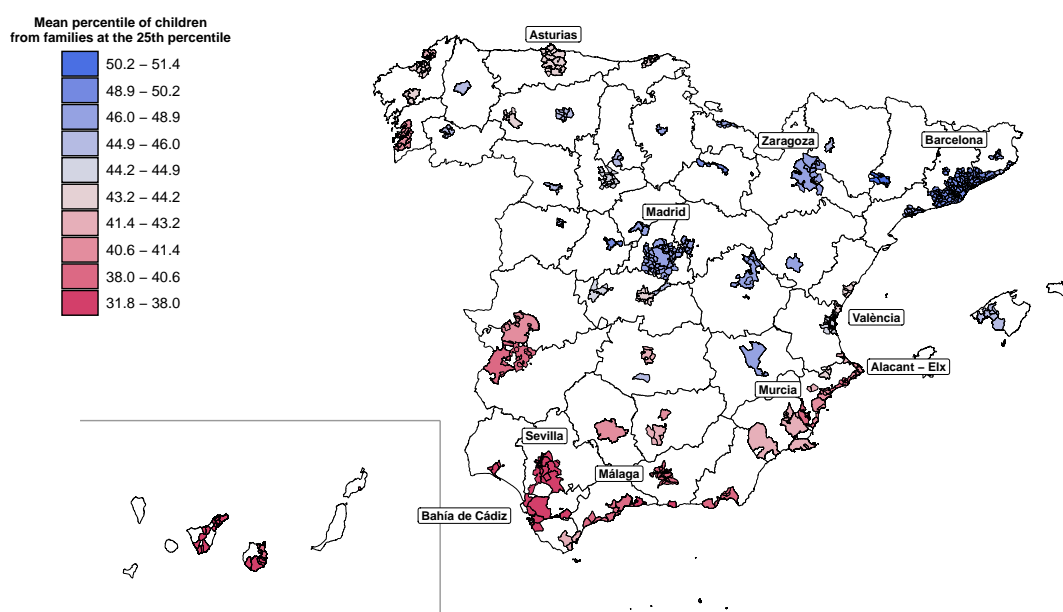 Mean percentile of children
from families at the 25th percentile
50.2 – 51.4
48.9 – 50.2
46.0 – 48.9
44.9 – 46.0
44.2 – 44.9
43.2 – 44.2
41.4 – 43.2
40.6 – 41.4
38.0 – 40.6
31.8 – 38.0
Asturias
Zaragoza
Barcelona
Madrid
València
Alacant – Elx
Murcia
Sevilla
Málaga
Bahía de Cádiz